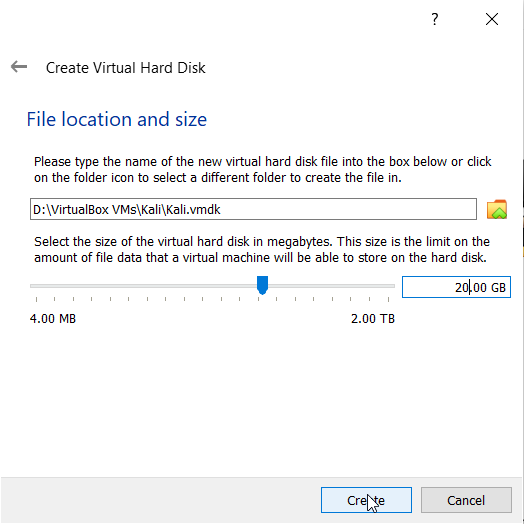 ?
Create Virtual Hard Disk
File location and size
Please type the name of the new virtual hard disk file into the box below or click
on the folder icon to select a different folder to create the file in.
D:\VirtualBox VMs\Kali\Kali.vmdk
Select the size of the virtual hard disk in megabytes. This size is the limit on the
amount of file data that a virtual machine will be able to store on the hard disk.
20.00 GB
4.00 MB
2.00 TB
Create
Cancel